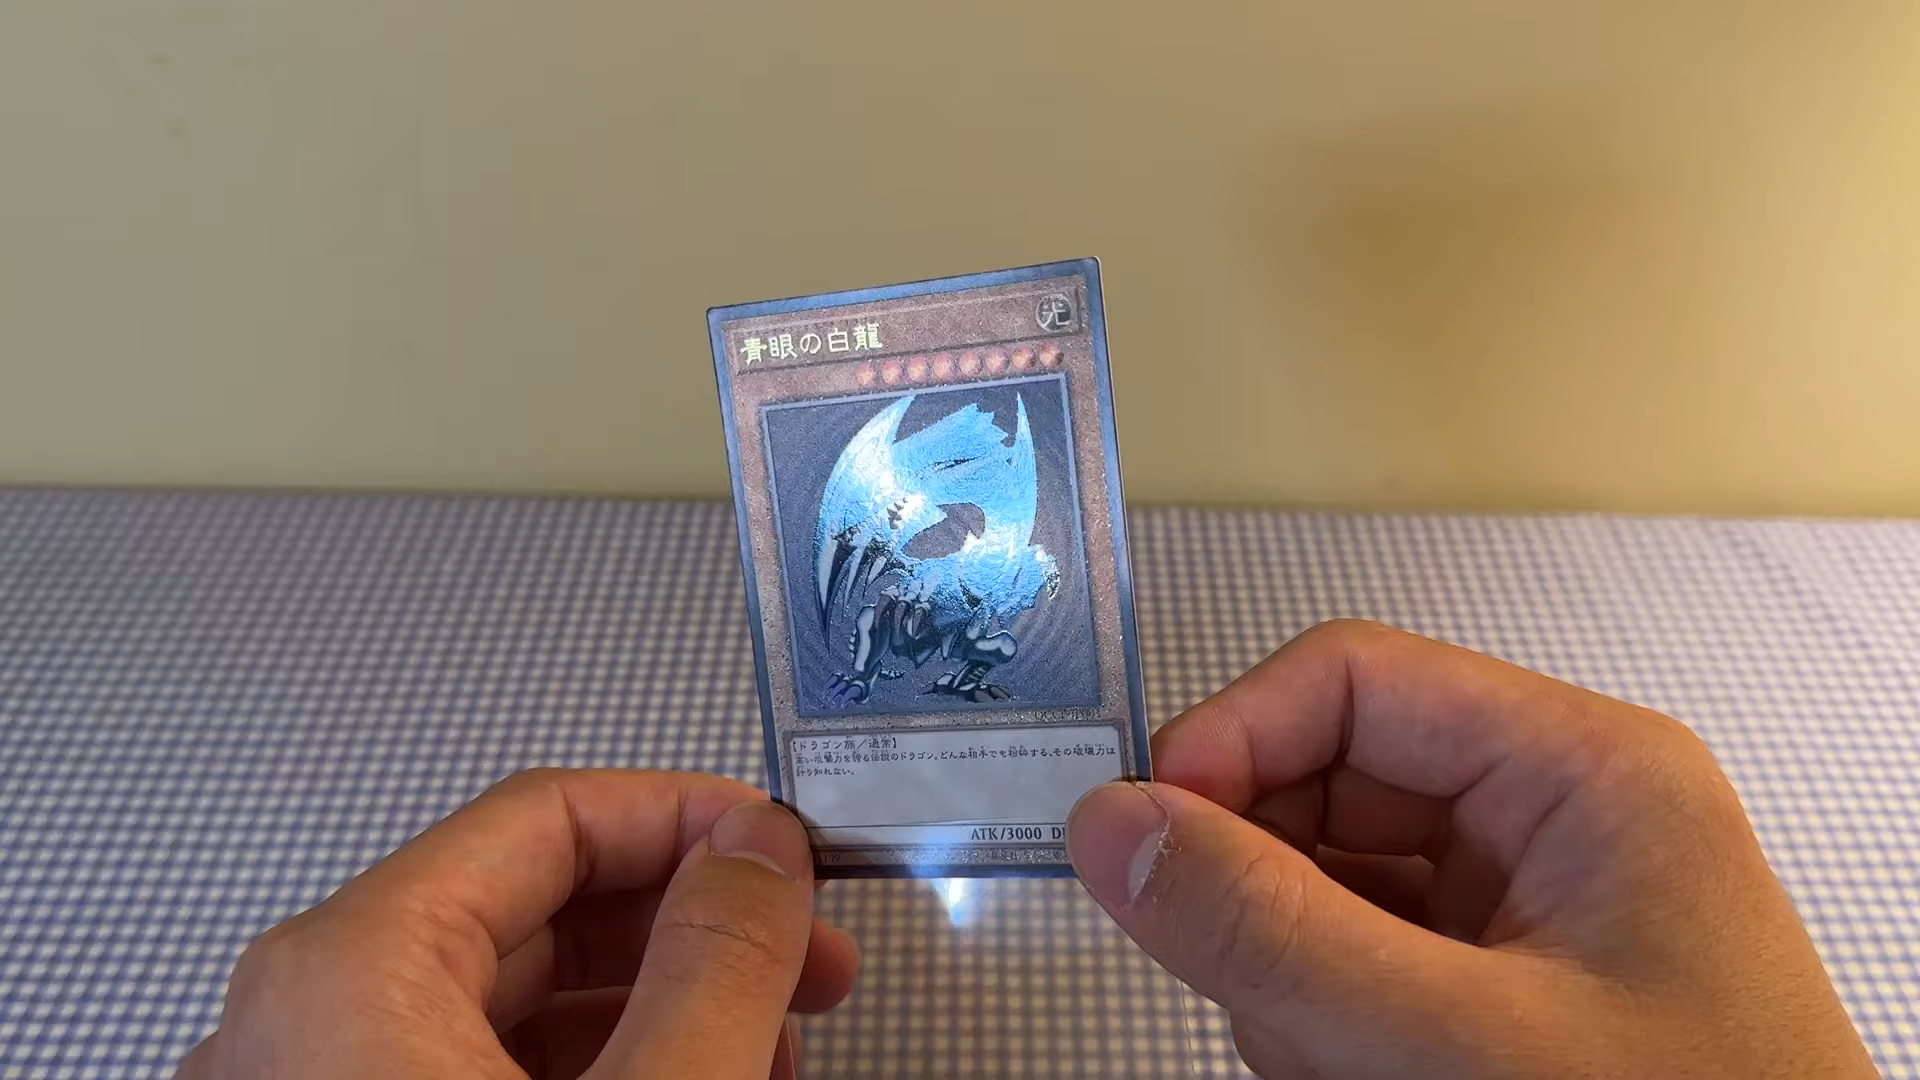 青眼の白龍
光
【ドラゴン族／通常】
高い攻撃力を誇る伝説のドラゴン。どんな相手でも粉砕する、その破壊力は
計り知れない。
ATK/3000